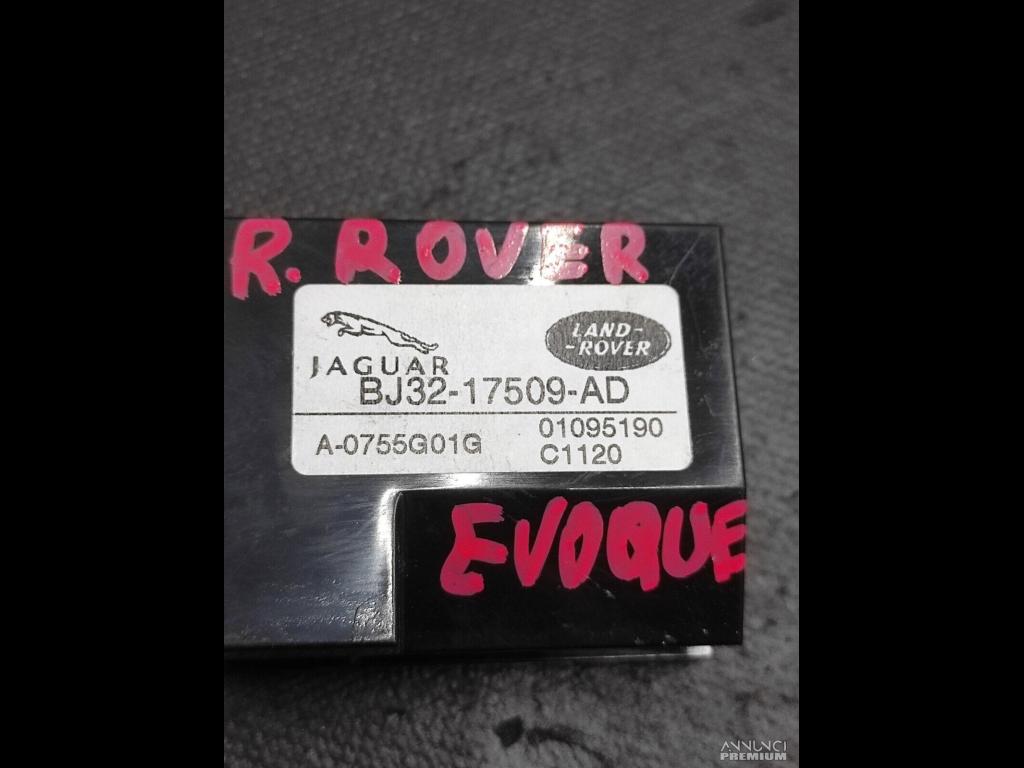 R. ROVER
JAGUAR
LAND-
-ROVER
BJ32-17509-AD
A-0755G01G
01095190
C1120
EVOQUE
ANNUNCI
PREMIUM